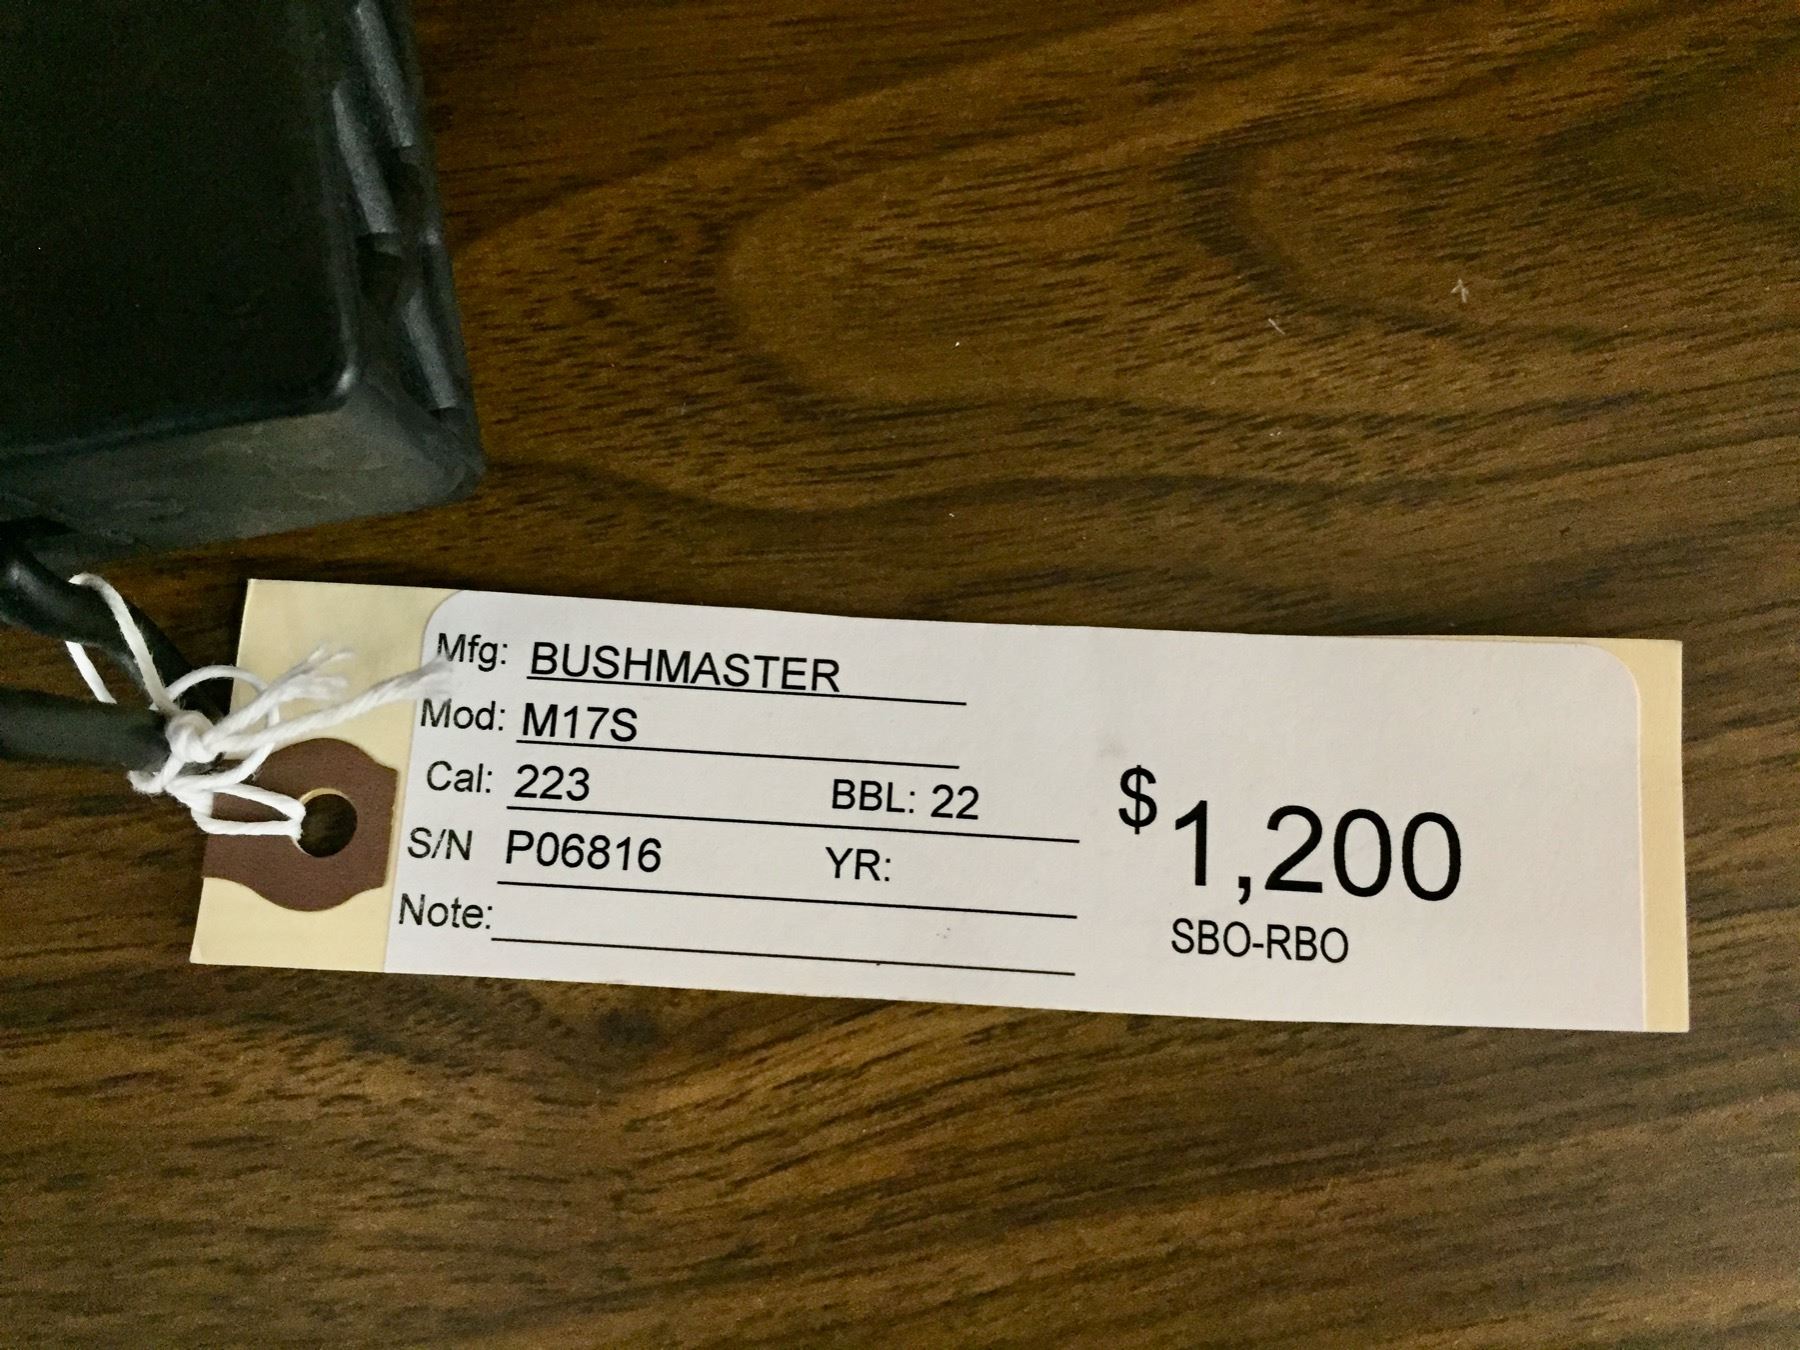 Mfg: BUSHMASTER
Mod: M17S
Cal: 223 BBL: 22
S/N P06816 YR:
Note:
$1,200
SBO-RBO